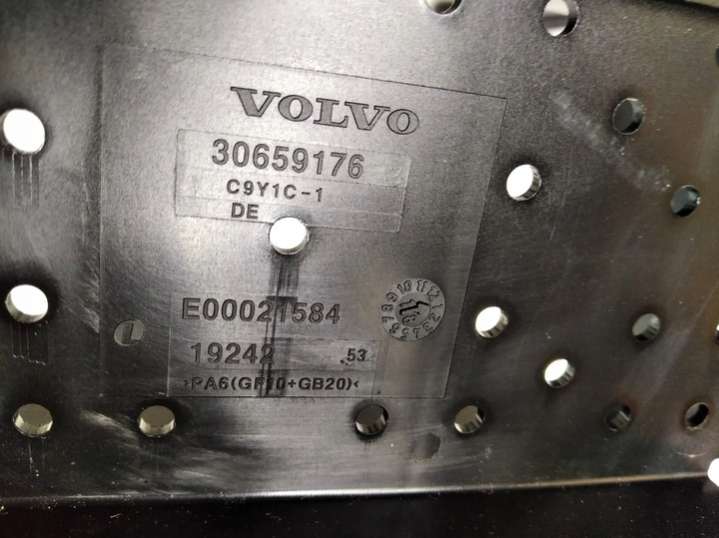 VOLVO
30659176
C9Y1C-1
DE
E00021584
19242 .53
>PA6(GF10+GB20)<